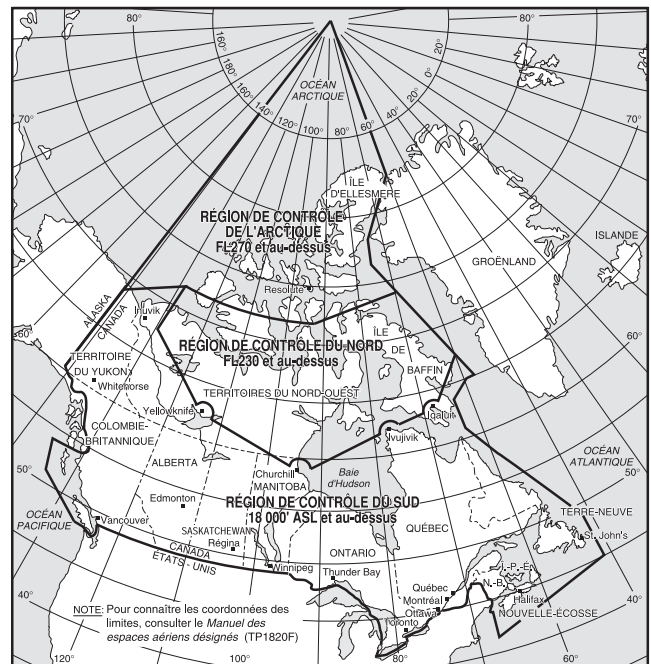 80°
80°
160°
180°
160°
160°
140°
120°
100°
80°
60°
40°
20°
0°
20°
OCÉAN
ARCTIQUE
70°
70°
ÎLE
D'ELLESMERE
RÉGION DE CONTRÔLE
DE L'ARCTIQUE
FL270 et au-dessus
ISLANDE
GROËNLAND
Resolute
ALASKA
CANADA
Inuvik
60°
60°
ÎLE
DE
BAFFIN
RÉGION DE CONTRÔLE DU NORD
FL230 et au-dessus
TERRITOIRE
DU YUKON
Whitehorse
TERRITOIRES DU NORD-OUEST
Yellowknife
Iqaluit
Ivujivik
COLOMBIE-
BRITANNIQUE
ALBERTA
Churchill
MANITOBA
Baie
d'Hudson
OCÉAN
ATLANTIQUE
50°
50°
Edmonton
RÉGION DE CONTRÔLE DU SUD
18 000' ASL et au-dessus
OCÉAN
PACIFIQUE
Vancouver
TERRE-NEUVE
St. John's
SASKATCHEWAN
Régina
QUÉBEC
CANADA
ÉTATS - UNIS
ONTARIO
Winnipeg
Thunder Bay
I.-P.-É.
N.-B.
Québec
Montréal
Ottawa
Toronto
Halifax
NOUVELLE-ÉCOSSE
40°
40°
NOTE: Pour connaître les coordonnées des
limites, consulter le Manuel des
espaces aériens désignés (TP1820F)
120°
100°
80°
60°